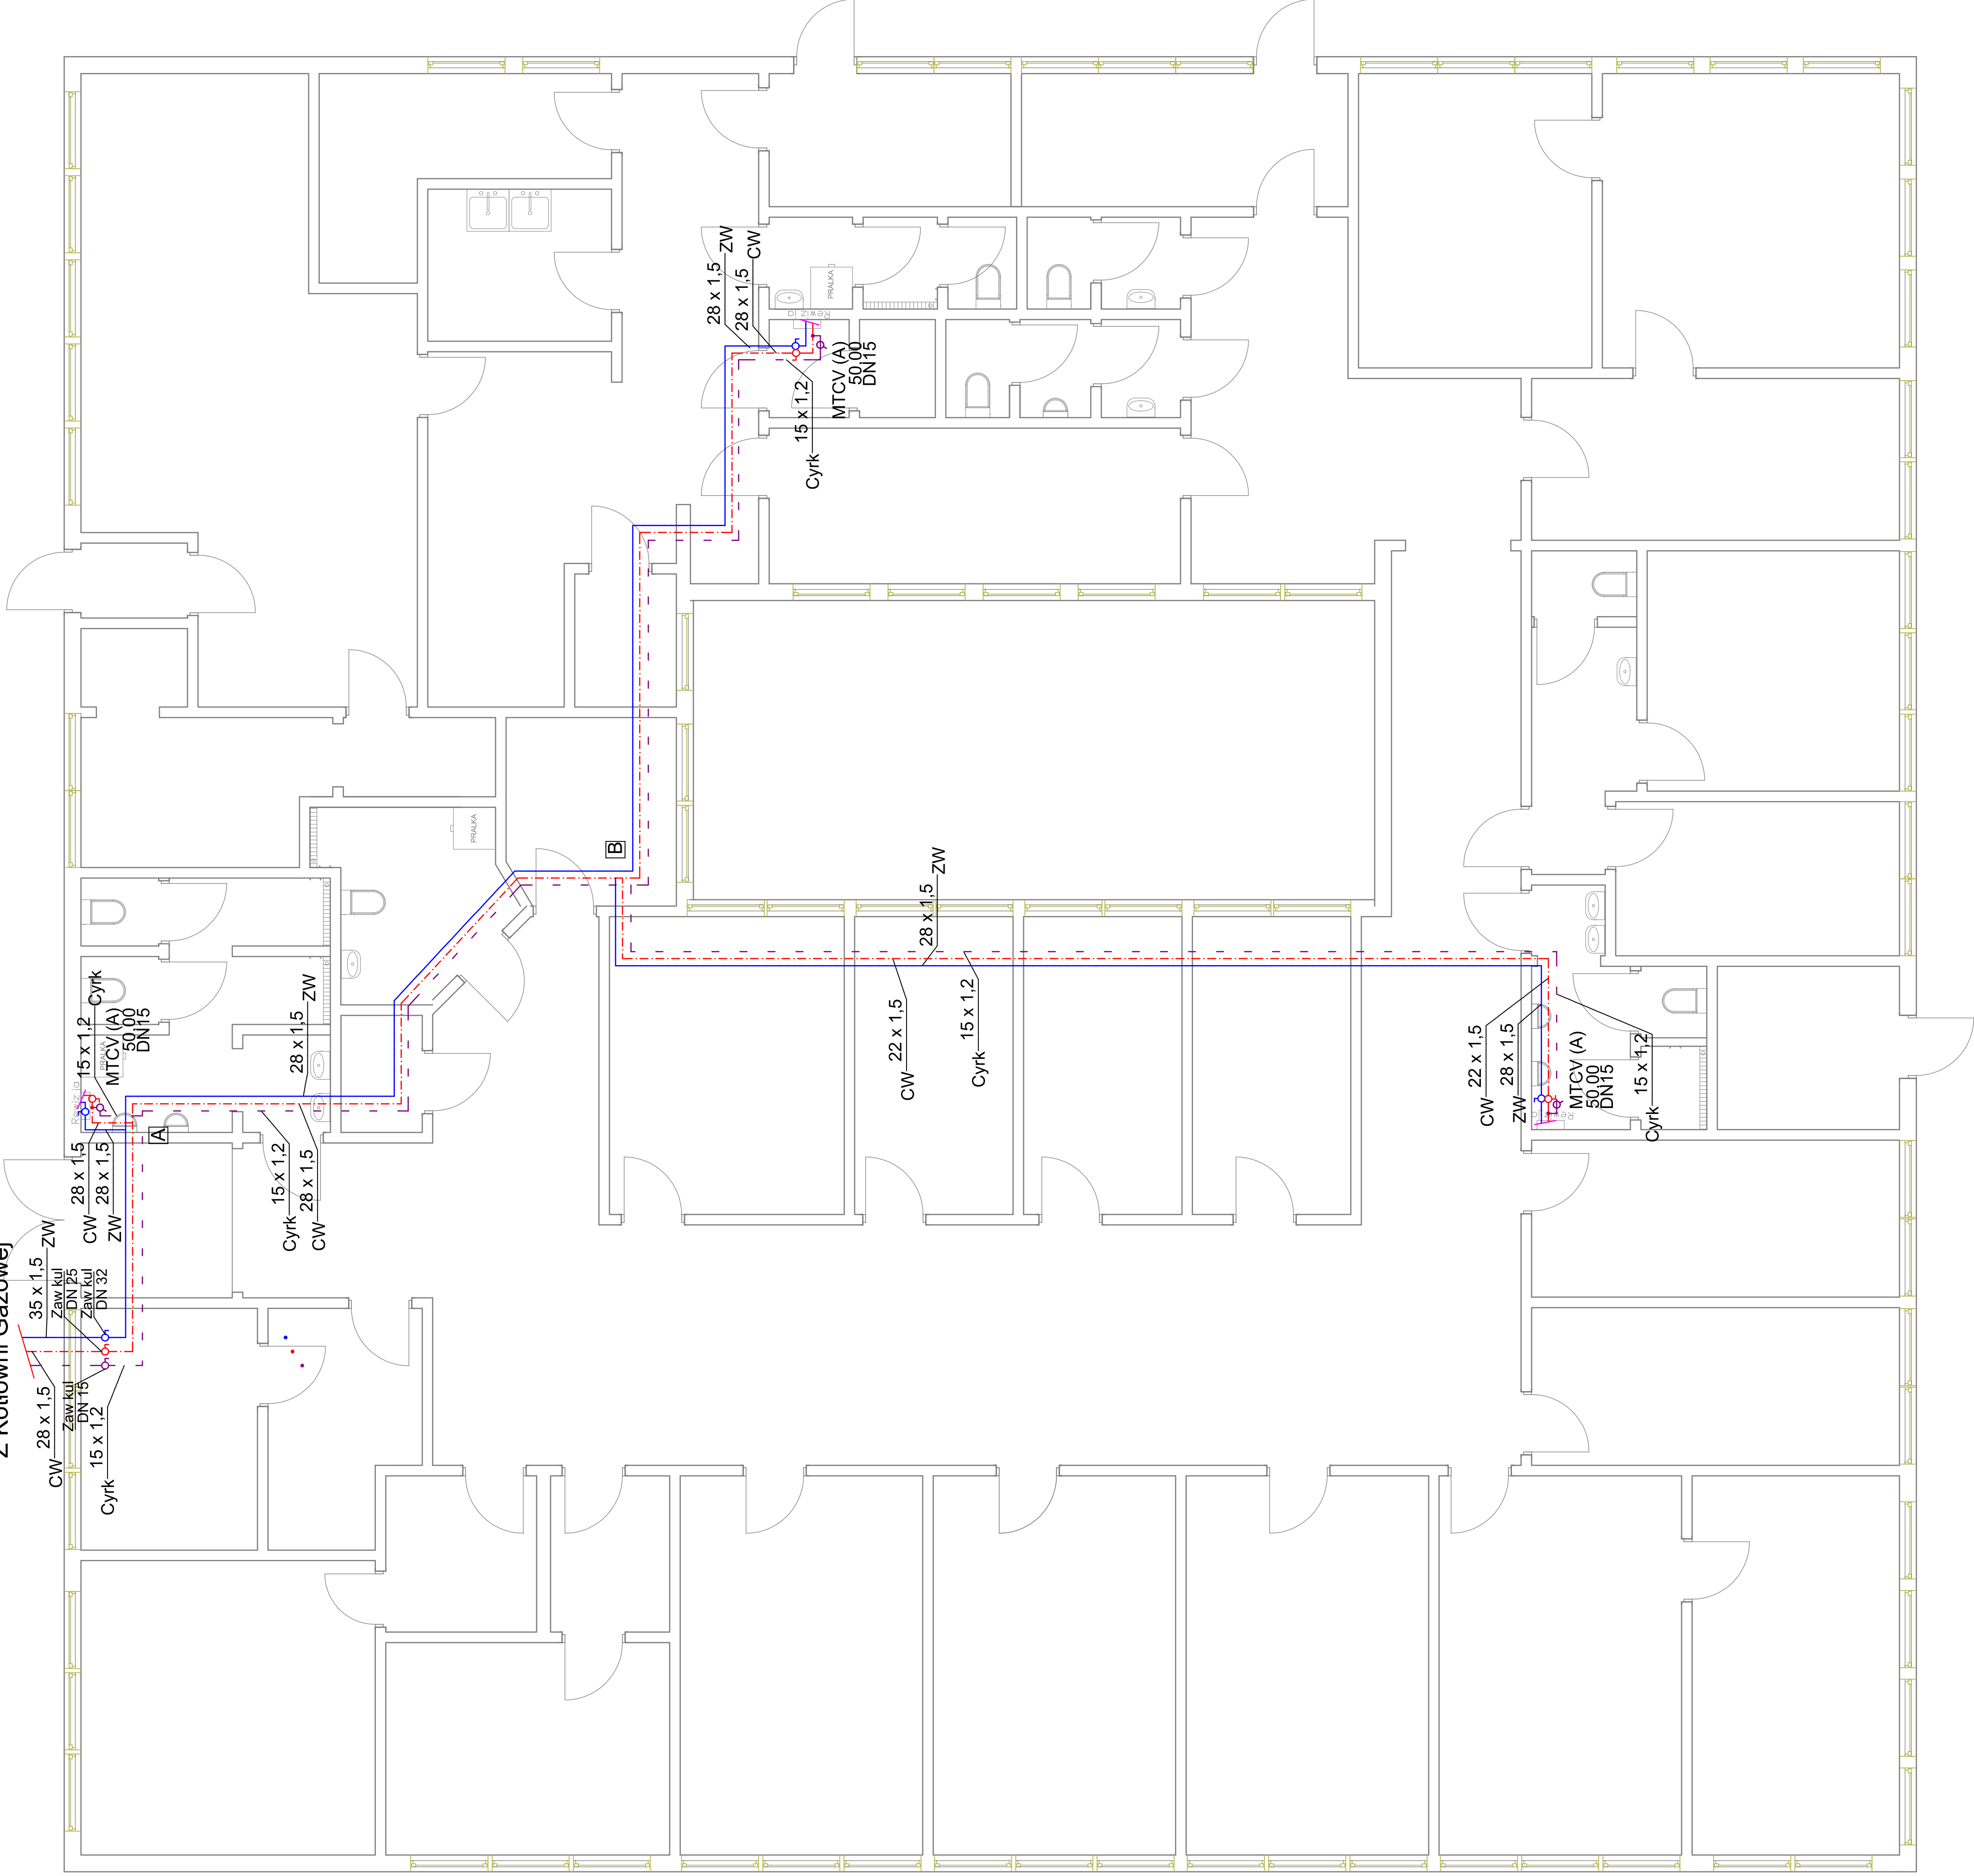 Z Kotłowni Gazowej
35 x 1,5
ZW
Zaw kul
DN 25
Zaw kul
DN 32
28 x 1,5
CW
Zaw kul
DN 15
15 x 1,2
Cyrk
28 x 1,5
CW
28 x 1,5
ZW
A
15 x 1,2
Cyrk
MTCV (A)
50,00
DN15
PRALKA
Rewizja
28 x 1,5
ZW
15 x 1,2
Cyrk
28 x 1,5
CW
PRALKA
B
28 x 1,5
ZW
28 x 1,5
CW
PRALKA
Rewizja
MTCV (A)
50,00
DN15
15 x 1,2
Cyrk
28 x 1,5
ZW
22 x 1,5
CW
15 x 1,2
Cyrk
22 x 1,5
CW
28 x 1,5
ZW
MTCV (A)
50,00
DN15
Rewizja
15 x 1,2
Cyrk